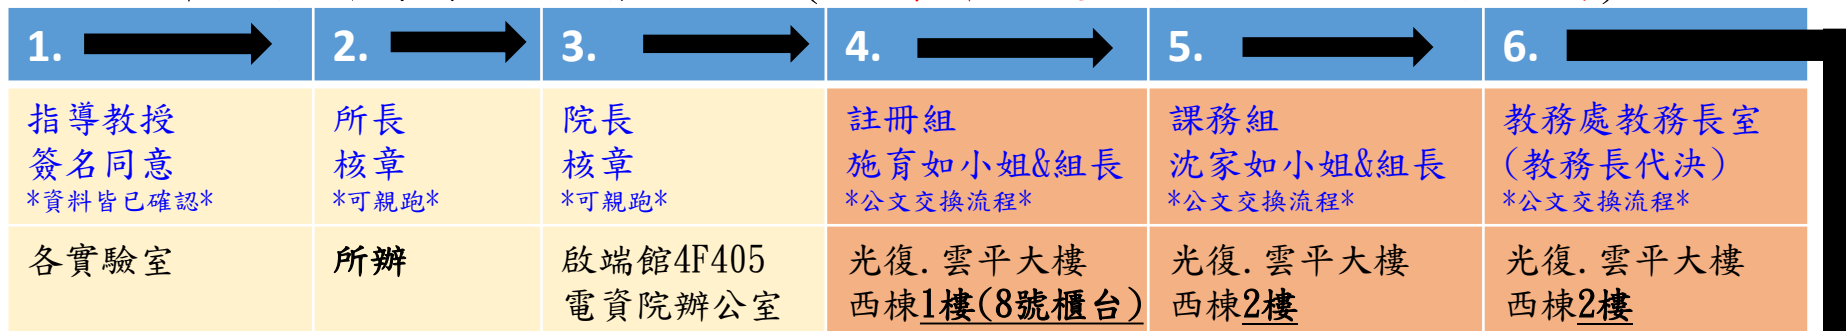 1.
2.
3.
4.
5.
6.
指導教授
簽名同意
*資料皆已確認*
所長
核章
*可親跑*
院長
核章
*可親跑*
註冊組
施育如小姐&組長
*公文交換流程*
課務組
沈家如小姐&組長
*公文交換流程*
教務處教務長室
(教務長代決)
*公文交換流程*
各實驗室
所辦
啟端館4F405
電資院辦公室
光復.雲平大樓
西棟1樓(8號櫃台)
光復.雲平大樓
西棟2樓
光復.雲平大樓
西棟2樓